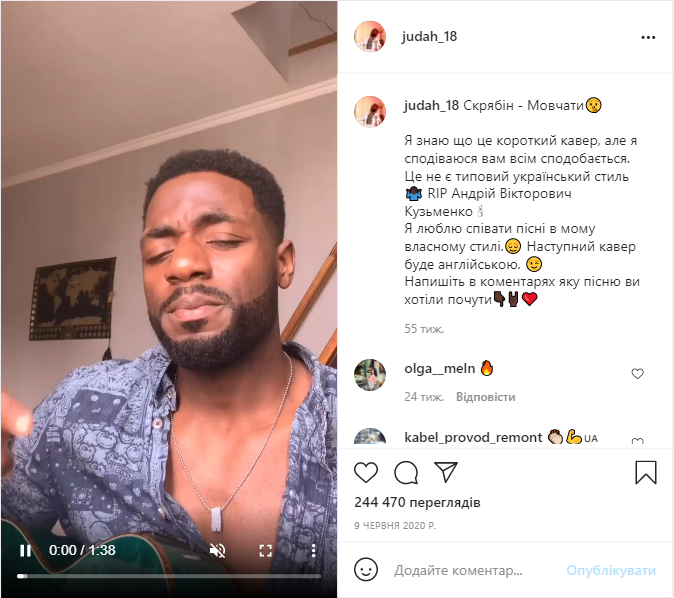 judah_18
judah_18 Скрябін - Мовчати🤫
Я знаю що це короткий кавер, але я
сподіваюся вам всім сподобається.
Це не є типовий український стиль
🤷🏿‍♂️ RIP Андрій Вікторович
Кузьменко🕯
Я люблю співати пісні в мому
власному стилі.😌 Наступний кавер
буде англійською. 😉
Напишіть в коментарях яку пісню ви
хотіли почути👇🏿🤘🏿❤️
55 тиж.
olga__meln 🔥
24 тиж. Відповісти
kabel_provod_remont 👏🏻💪UA
244 470 переглядів
9 ЧЕРВНЯ 2020 Р.
0:00 / 1:38
Додайте коментар... Опублікувати